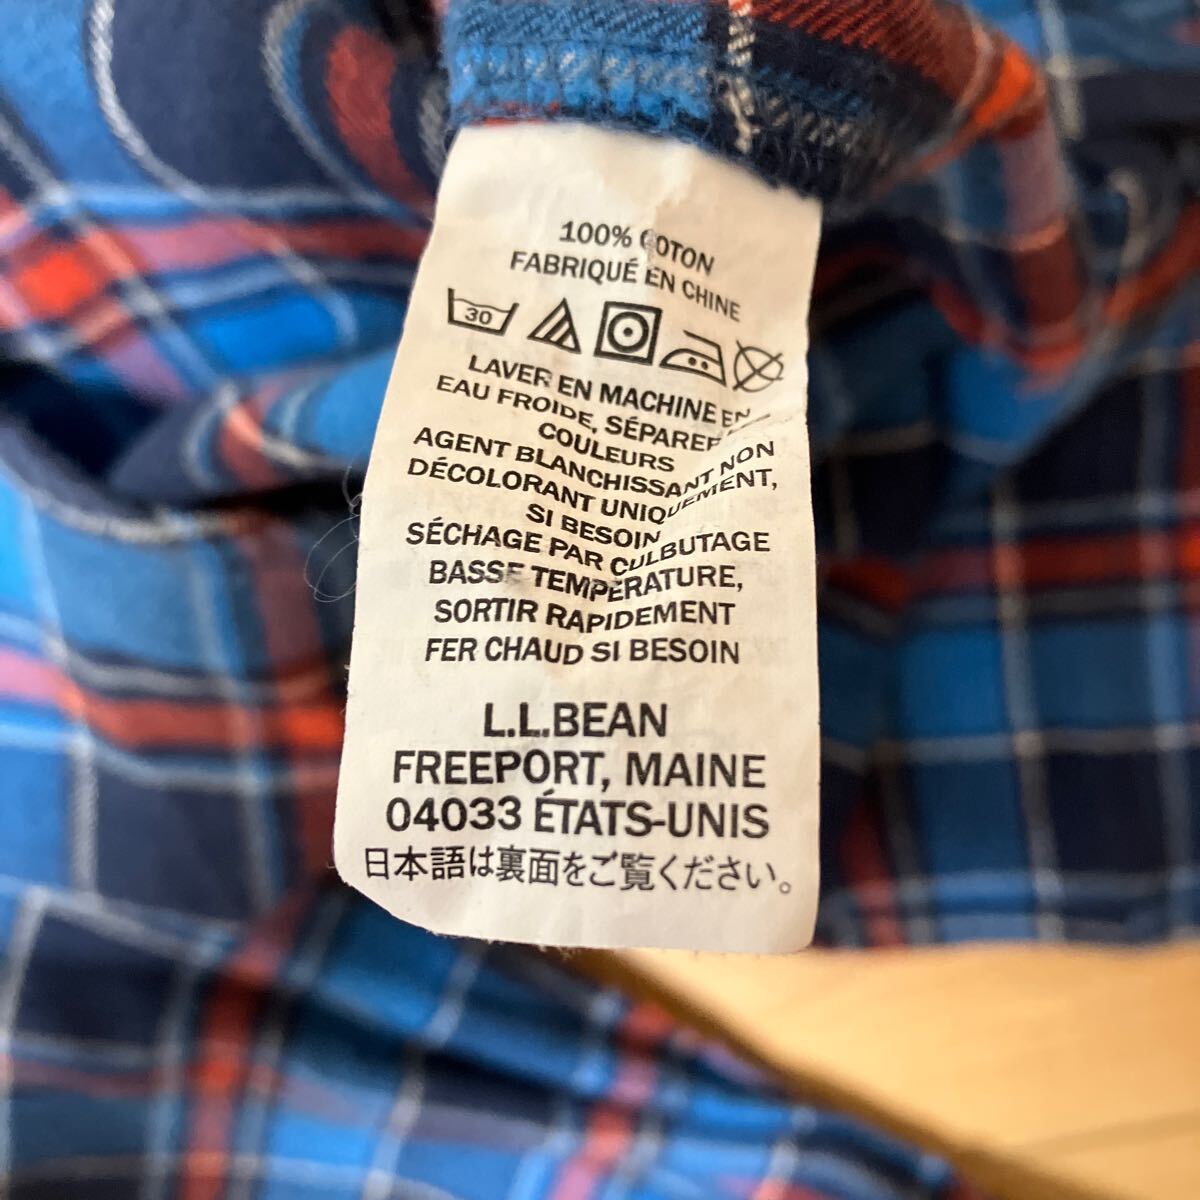 100% COTON
FABRIQUÉ EN CHINE
30
LAVER EN MACHINE EN
EAU FROIDE, SÉPARER
COULEURS
AGENT BLANCHISSANT NON
DÉCOLORANT UNIQUEMENT,
SI BESOIN
SÉCHAGE PAR CULBUTAGE
BASSE TEMPÉRATURE,
SORTIR RAPIDEMENT
FER CHAUD SI BESOIN
L.L.BEAN
FREEPORT, MAINE
04033 ÉTATS-UNIS
日本語は裏面をご覧ください。